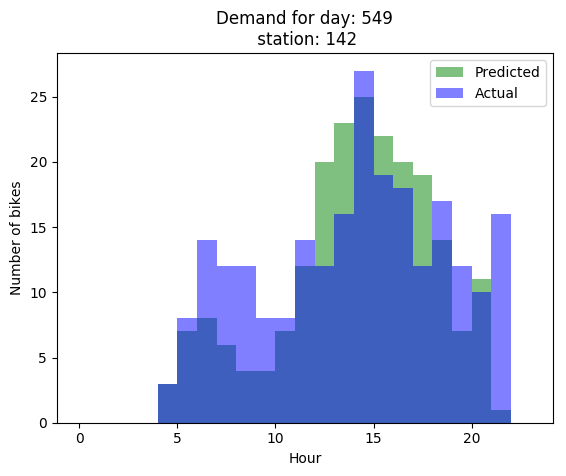 Demand for day: 549
station: 142
Predicted
Actual
Number of bikes
25
20
15
10
5
0
0
5
10
15
20
Hour